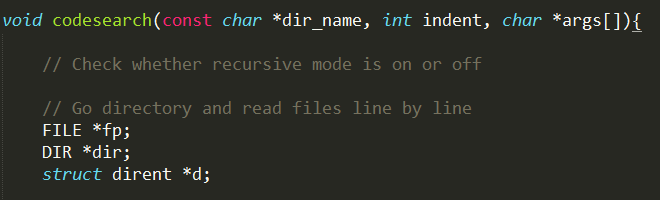 void codesearch(const char *dir_name, int indent, char *args[]){
// Check whether recursive mode is on or off
// Go directory and read files line by line
FILE *fp;
DIR *dir;
struct dirent *d;